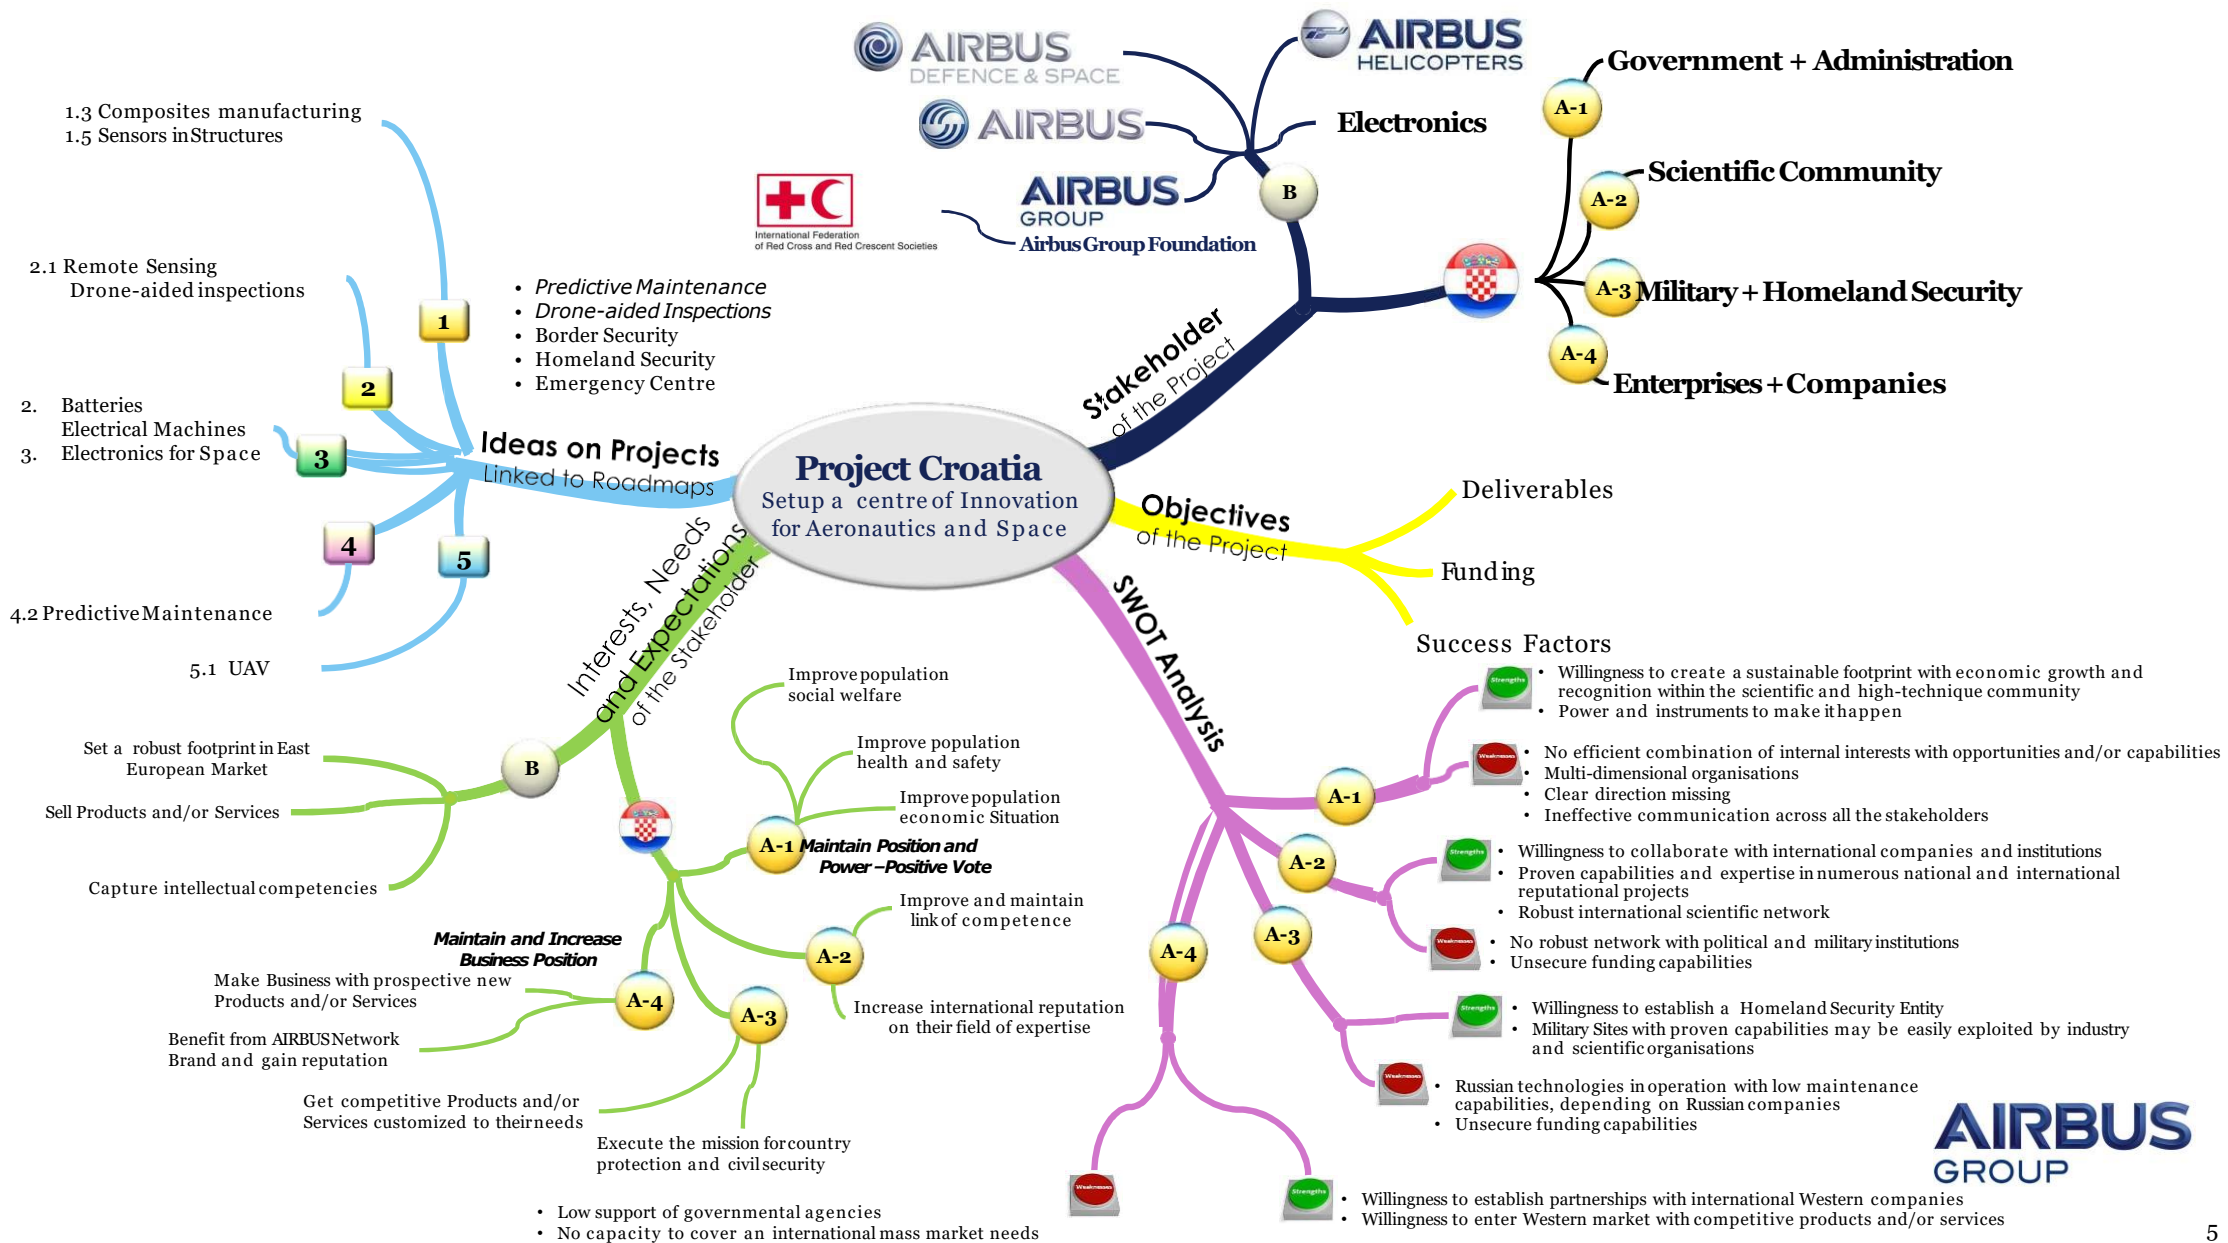 AIRBUS
DEFENCE & SPACE
AIRBUS
HELICOPTERS
AIRBUS
Electronics
AIRBUS
GROUP
Airbus Group Foundation
International Federation
of Red Cross and Red Crescent Societies
B
A-1
Government + Administration
A-2
Scientific Community
A-3
Military + Homeland Security
A-4
Enterprises + Companies
Stakeholder
of the Project
1.3 Composites manufacturing
1.5 Sensors in Structures
2.1 Remote Sensing
Drone-aided inspections
2. Batteries
Electrical Machines
3. Electronics for Space
4.2 Predictive Maintenance
5.1 UAV
1
2
3
4
5
• Predictive Maintenance
• Drone-aided Inspections
• Border Security
• Homeland Security
• Emergency Centre
Ideas on Projects
Linked to Roadmaps
Project Croatia
Setup a centre of Innovation
for Aeronautics and Space
Objectives
of the Project
Deliverables
Funding
Success Factors
Interests, Needs
and Expectations
of the Stakeholder
B
Set a robust footprint in East
European Market
Sell Products and/or Services
Capture intellectual competencies
Improve population
social welfare
Improve population
health and safety
Improve population
economic Situation
A-1
Maintain Position and
Power – Positive Vote
Improve and maintain
link of competence
A-2
Increase international reputation
on their field of expertise
Maintain and Increase
Business Position
A-4
Make Business with prospective new
Products and/or Services
Benefit from AIRBUS Network
Brand and gain reputation
A-3
Get competitive Products and/or
Services customized to their needs
Execute the mission for country
protection and civil security
SWOT Analysis
A-1
Strengths
• Willingness to create a sustainable footprint with economic growth and
recognition within the scientific and high-technique community
• Power and instruments to make it happen
Weaknesses
• No efficient combination of internal interests with opportunities and/or capabilities
• Multi-dimensional organisations
• Clear direction missing
• Ineffective communication across all the stakeholders
A-2
Strengths
• Willingness to collaborate with international companies and institutions
• Proven capabilities and expertise in numerous national and international
reputational projects
• Robust international scientific network
Weaknesses
• No robust network with political and military institutions
• Unsecure funding capabilities
A-3
Strengths
• Willingness to establish a Homeland Security Entity
• Military Sites with proven capabilities may be easily exploited by industry
and scientific organisations
Weaknesses
• Russian technologies in operation with low maintenance
capabilities, depending on Russian companies
• Unsecure funding capabilities
A-4
Weaknesses
• Low support of governmental agencies
• No capacity to cover an international mass market needs
Strengths
• Willingness to establish partnerships with international Western companies
• Willingness to enter Western market with competitive products and/or services
AIRBUS
GROUP
5